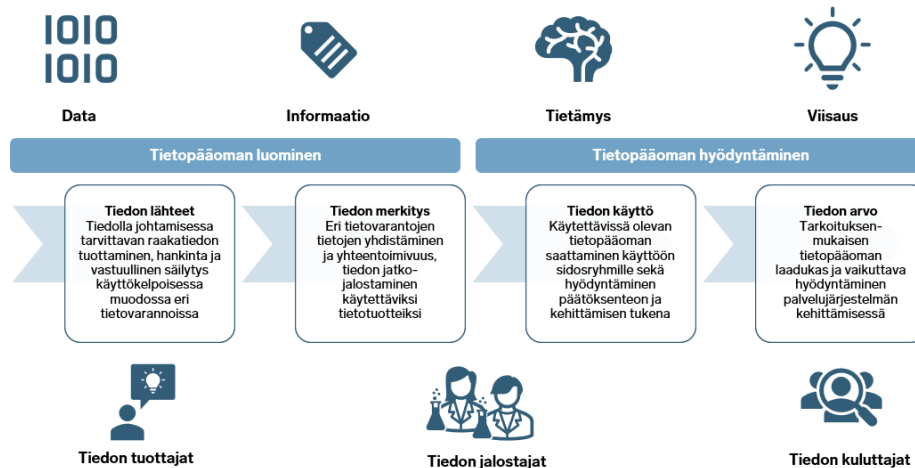 1010
1010
Data
Informaatio
Tietämys
Viisaus
Tietopääoman luominen
Tietopääoman hyödyntäminen
Tiedon lähteet
Tiedolla johtamisessa
tarvittavan raakatiedon
tuottaminen, hankinta ja
vastuullinen säilytys
käyttökelpoisessa
muodossa eri
tietovarannoissa
Tiedon merkitys
Eri tietovarantojen
tietojen yhdistäminen
ja yhteentoimivuus,
tiedon jatko-
jalostaminen
käytettäviksi
tietotuotteiksi
Tiedon käyttö
Käytettävissä olevan
tietopääoman
saattaminen käyttöön
sidosryhmille sekä
hyödyntäminen
päätöksenteon ja
kehittämisen tukena
Tiedon arvo
Tarkoituksen-
mukaisen
tietopääoman
laadukas ja vaikuttava
hyödyntäminen
palvelujärjestelmän
kehittämisessä
Tiedon tuottajat
Tiedon jalostajat
Tiedon kuluttajat